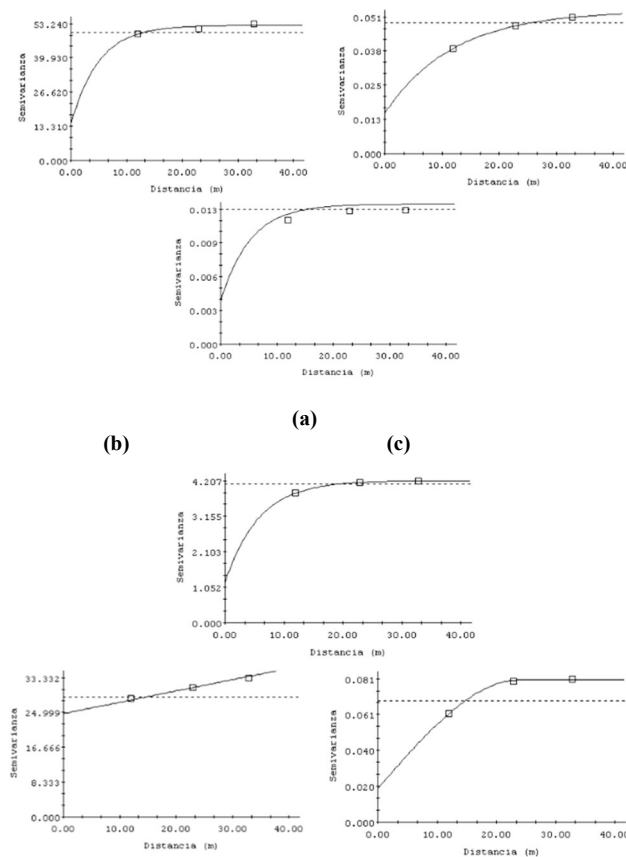 53.240
39.930
26.620
13.310
0.000
Semivarianza
0.00 10.00 20.00 30.00 40.00
Distancia (m)
0.051
0.038
0.025
0.013
0.000
Semivarianza
0.00 10.00 20.00 30.00 40.00
Distancia (m)
0.013
0.009
0.006
0.003
0.000
Semivarianza
0.00 10.00 20.00 30.00 40.00
Distancia (m)
(a)
(b) (c)
4.207
3.155
2.103
1.052
0.000
Semivarianza
0.00 10.00 20.00 30.00 40.00
Distancia (m)
33.332
24.999
16.666
8.333
0.000
Semivarianza
0.00 10.00 20.00 30.00 40.00
Distancia (m)
0.081
0.061
0.040
0.020
0.000
Semivarianza
0.00 10.00 20.00 30.00 40.00
Distancia (m)